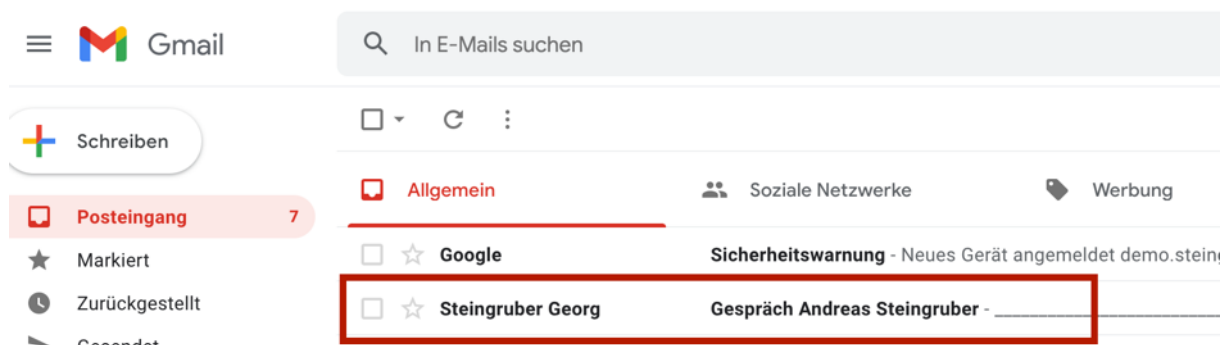 Gmail
In E-Mails suchen
Schreiben
Allgemein
Soziale Netzwerke
Werbung
Posteingang 7
Markiert
Zurückgestellt
Google Sicherheitswarnung - Neues Gerät angemeldet demo.stein
Steingruber Georg Gespräch Andreas Steingruber -